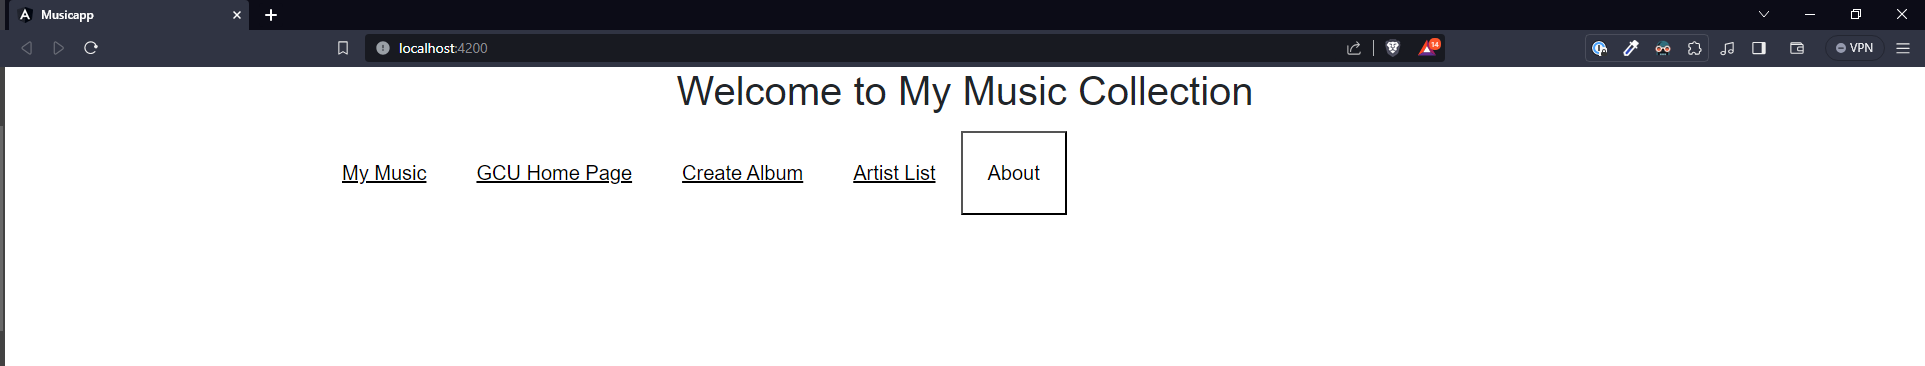 Musicapp
localhost:4200
14
VPN
Welcome to My Music Collection
My Music GCU Home Page Create Album Artist List About